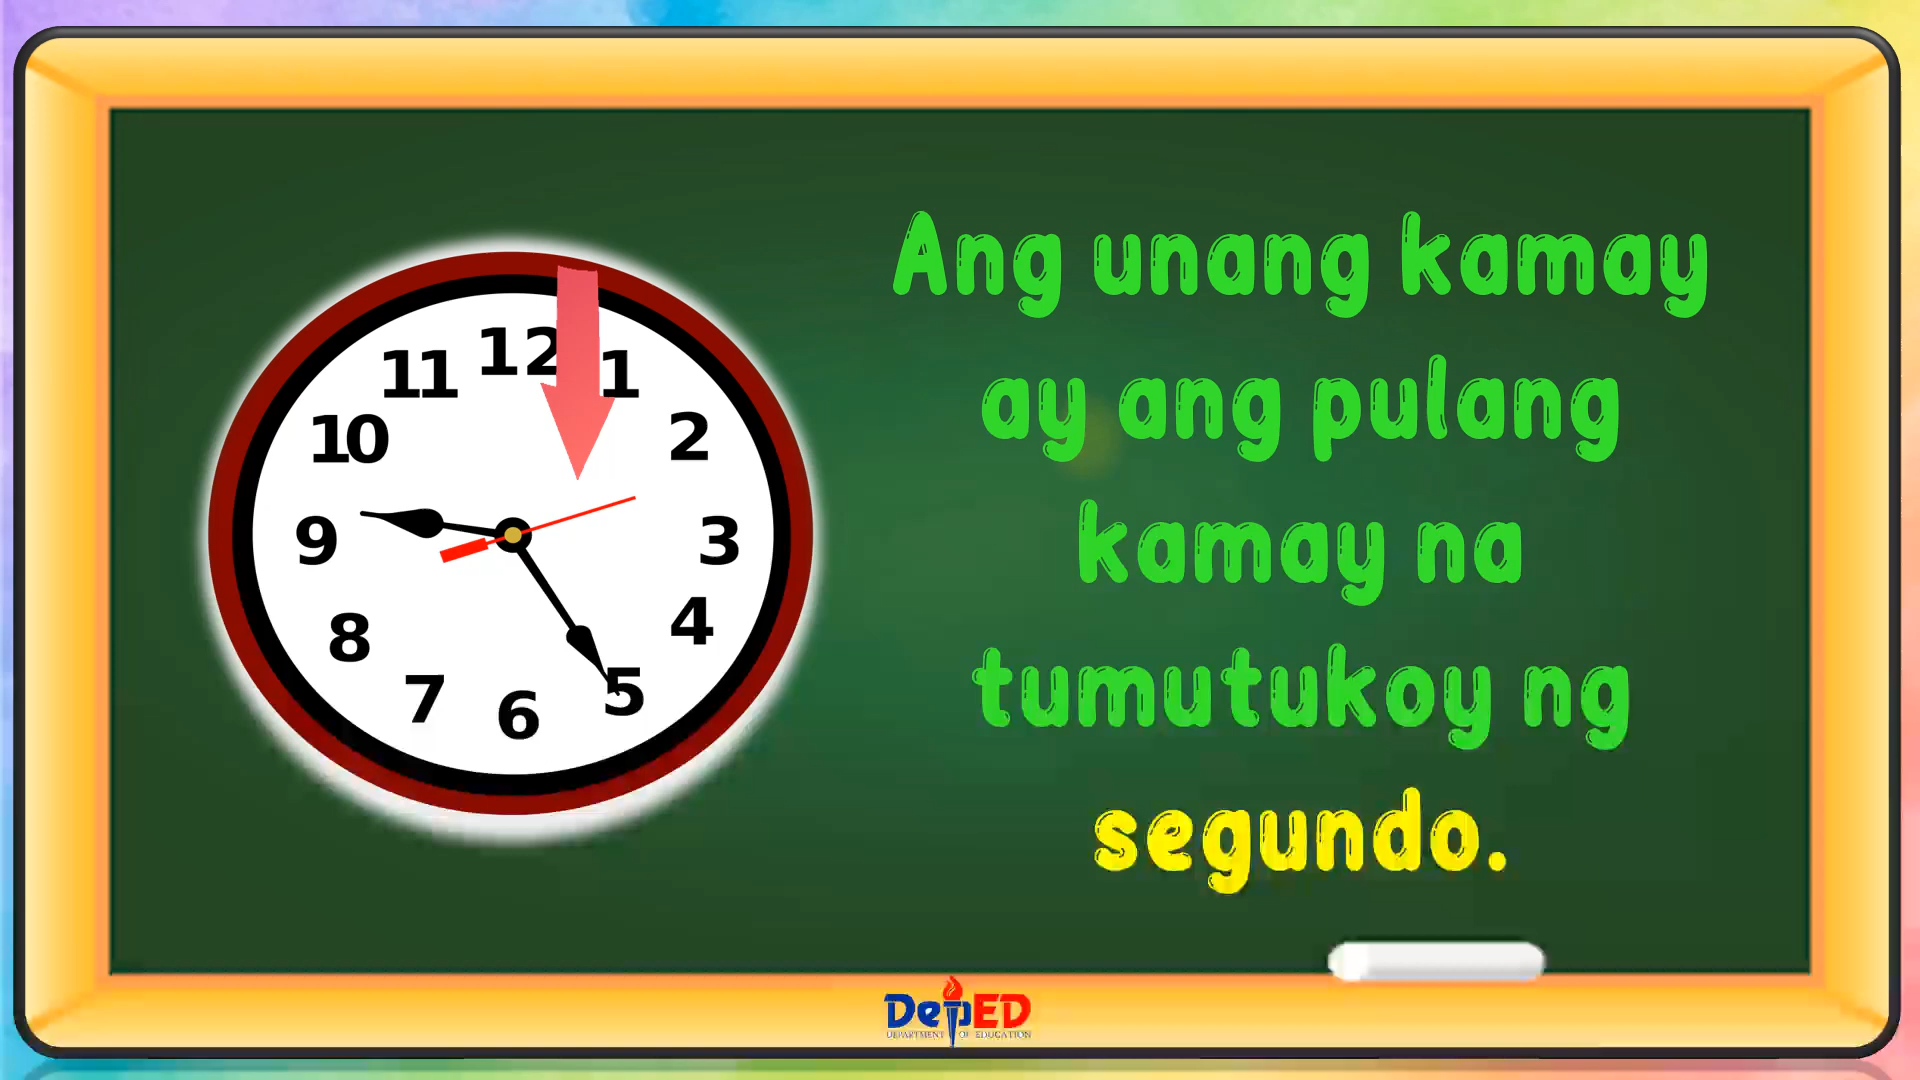 12
11
1
10
2
9
3
8
4
7
5
6
Ang unang kamay
ay ang pulang
kamay na
tumutukoy ng
segundo.
DepED
DEPARTMENT OF EDUCATION